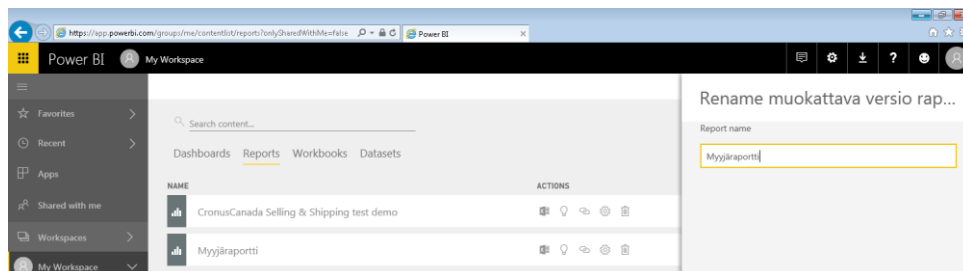 https://app.powerbi.com/groups/me/contentlist/reports?onlySharedWithMe=false
Power BI
Power BI
My Workspace
?
Favorites
Recent
Apps
Shared with me
Workspaces
My Workspace
Search content...
Dashboards Reports Workbooks Datasets
NAME ACTIONS
CronusCanada Selling & Shipping test demo
Myyjäraportti
Rename muokattava versio rap...
Report name
Myyjäraportti